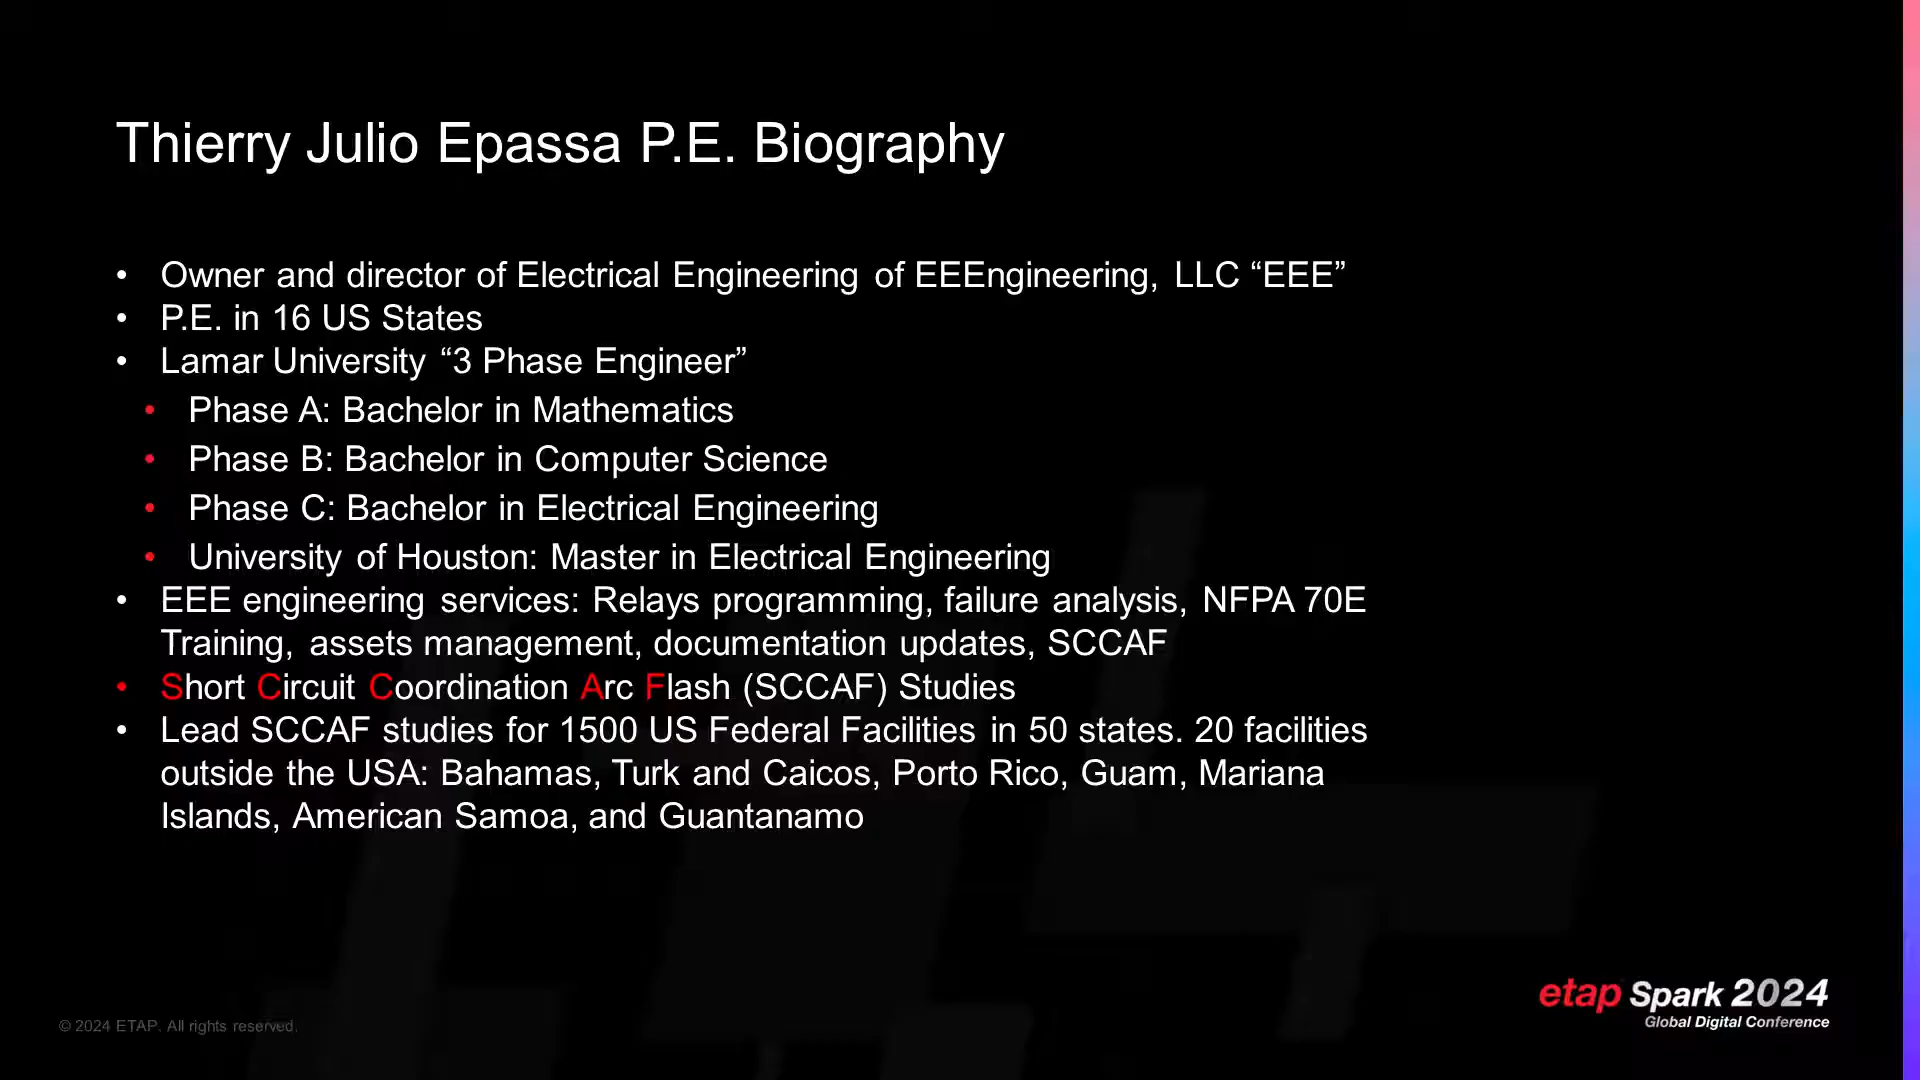 Thierry Julio Epassa P.E. Biography
• Owner and director of Electrical Engineering of EEEngineering, LLC “EEE”
• P.E. in 16 US States
• Lamar University “3 Phase Engineer”
• Phase A: Bachelor in Mathematics
• Phase B: Bachelor in Computer Science
• Phase C: Bachelor in Electrical Engineering
• University of Houston: Master in Electrical Engineering
• EEE engineering services: Relays programming, failure analysis, NFPA 70E
Training, assets management, documentation updates, SCCAF
• Short Circuit Coordination Arc Flash (SCCAF) Studies
• Lead SCCAF studies for 1500 US Federal Facilities in 50 states. 20 facilities
outside the USA: Bahamas, Turk and Caicos, Porto Rico, Guam, Mariana
Islands, American Samoa, and Guantanamo
etap Spark 2024
Global Digital Conference
© 2024 ETAP. All rights reserved.